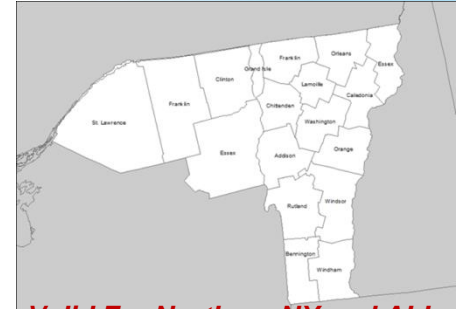 Franklin
Orleans
Essex
Grand Isle
Clinton
Lamoille
Franklin
Caledonia
Chittenden
St. Lawrence
Washington
Essex
Addison
Orange
Rutland
Windsor
Bennington
Windham